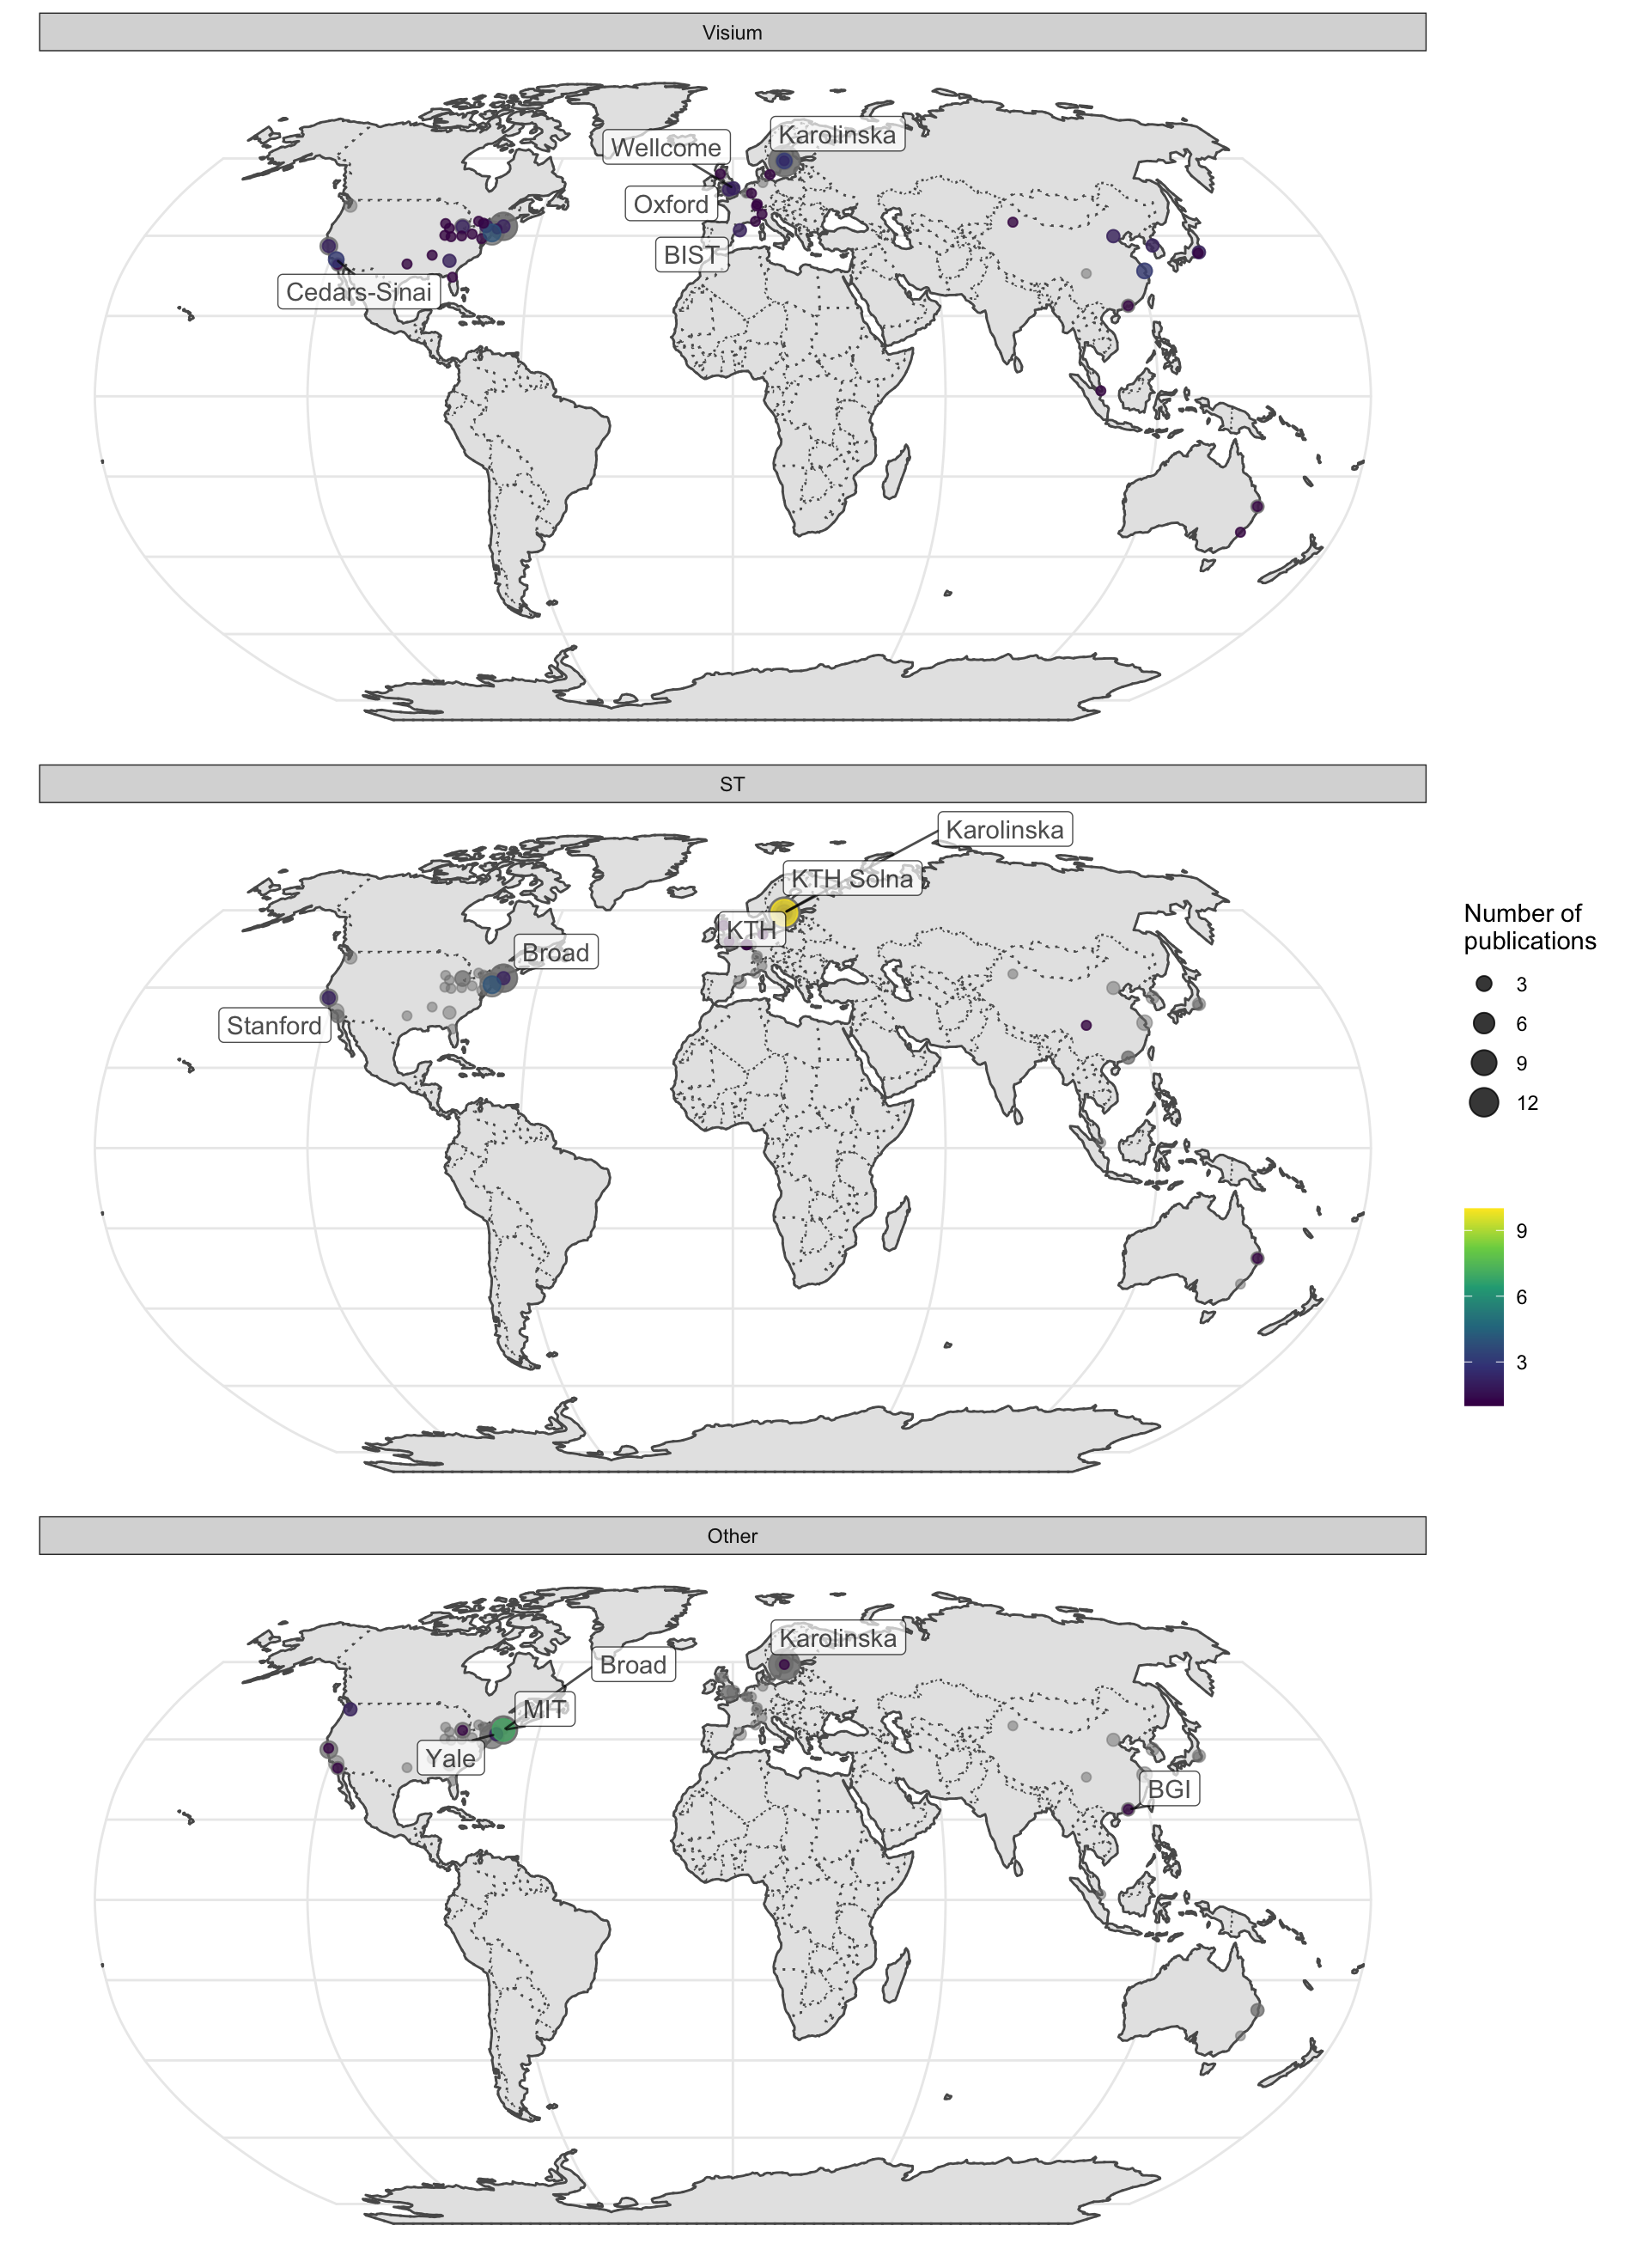 Visium
Karolinska
Wellcome
Oxford
BIST
Cedars-Sinai
ST
Karolinska
KTH Solna
KTH
Broad
Stanford
Number of
publications
3
6
9
12
9
6
3
Other
Karolinska
Broad
MIT
Yale
BGI